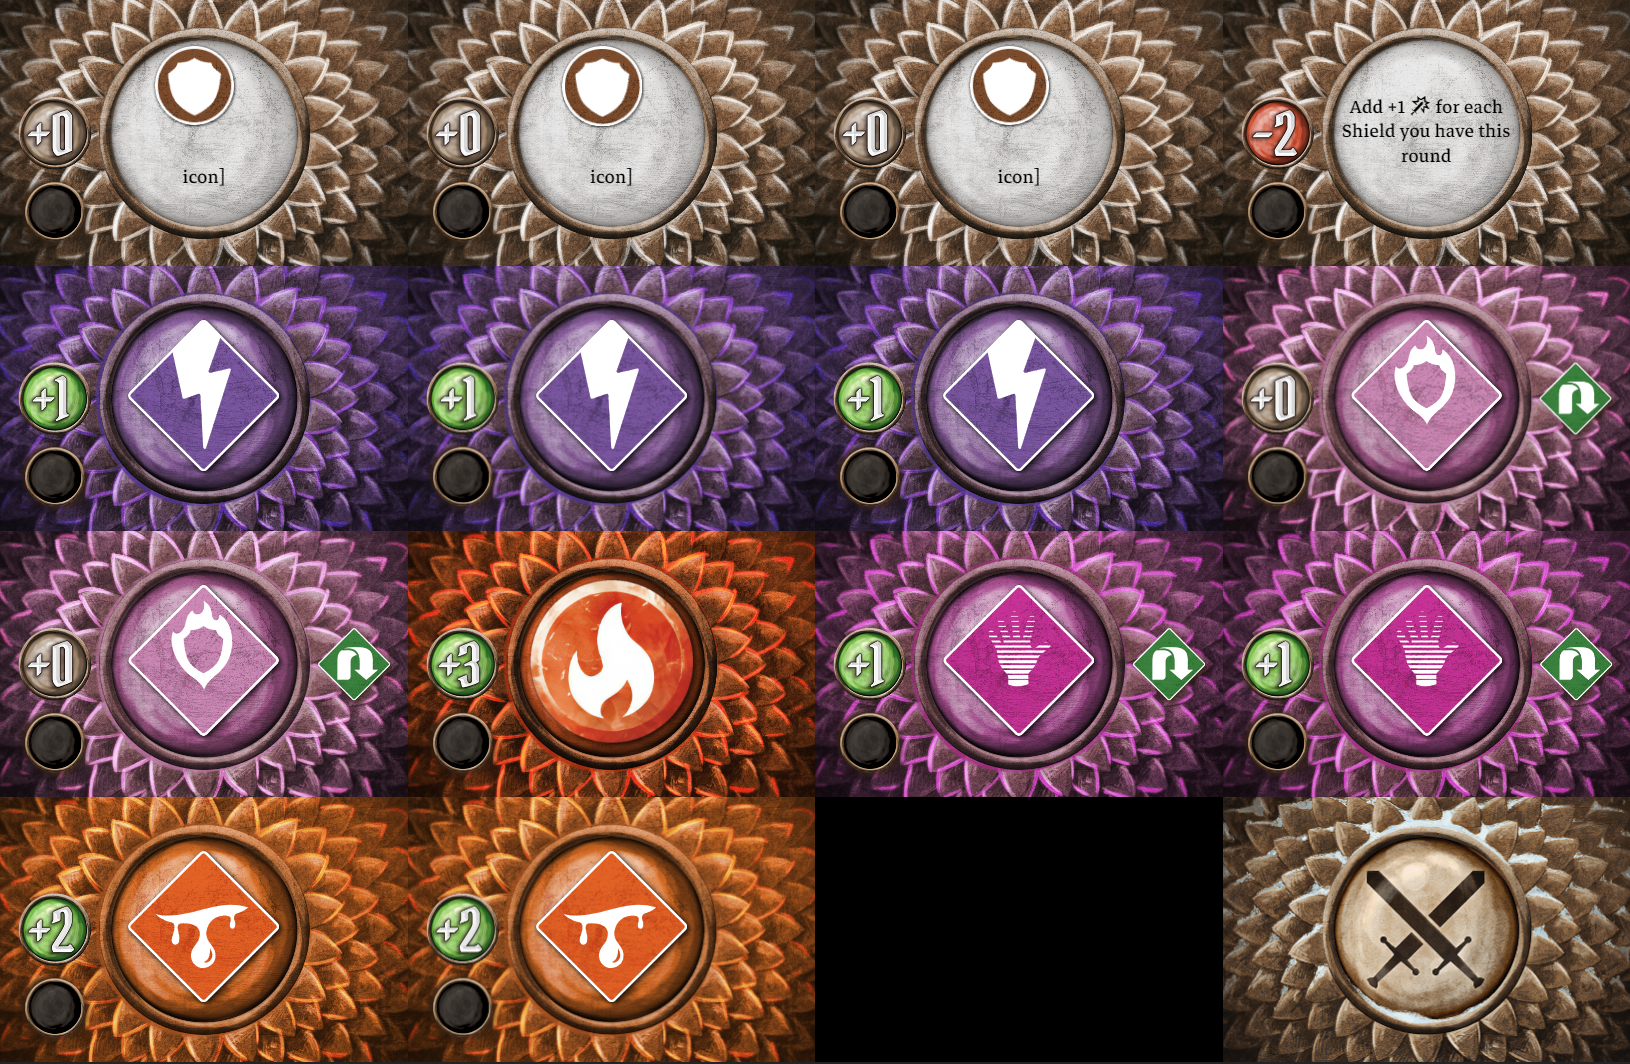 +0
icon]
+0
icon]
+0
icon]
-2
Add +1 for each
Shield you have this
round
+1
+1
+1
+0
+0
+3
+1
+1
+2
+2